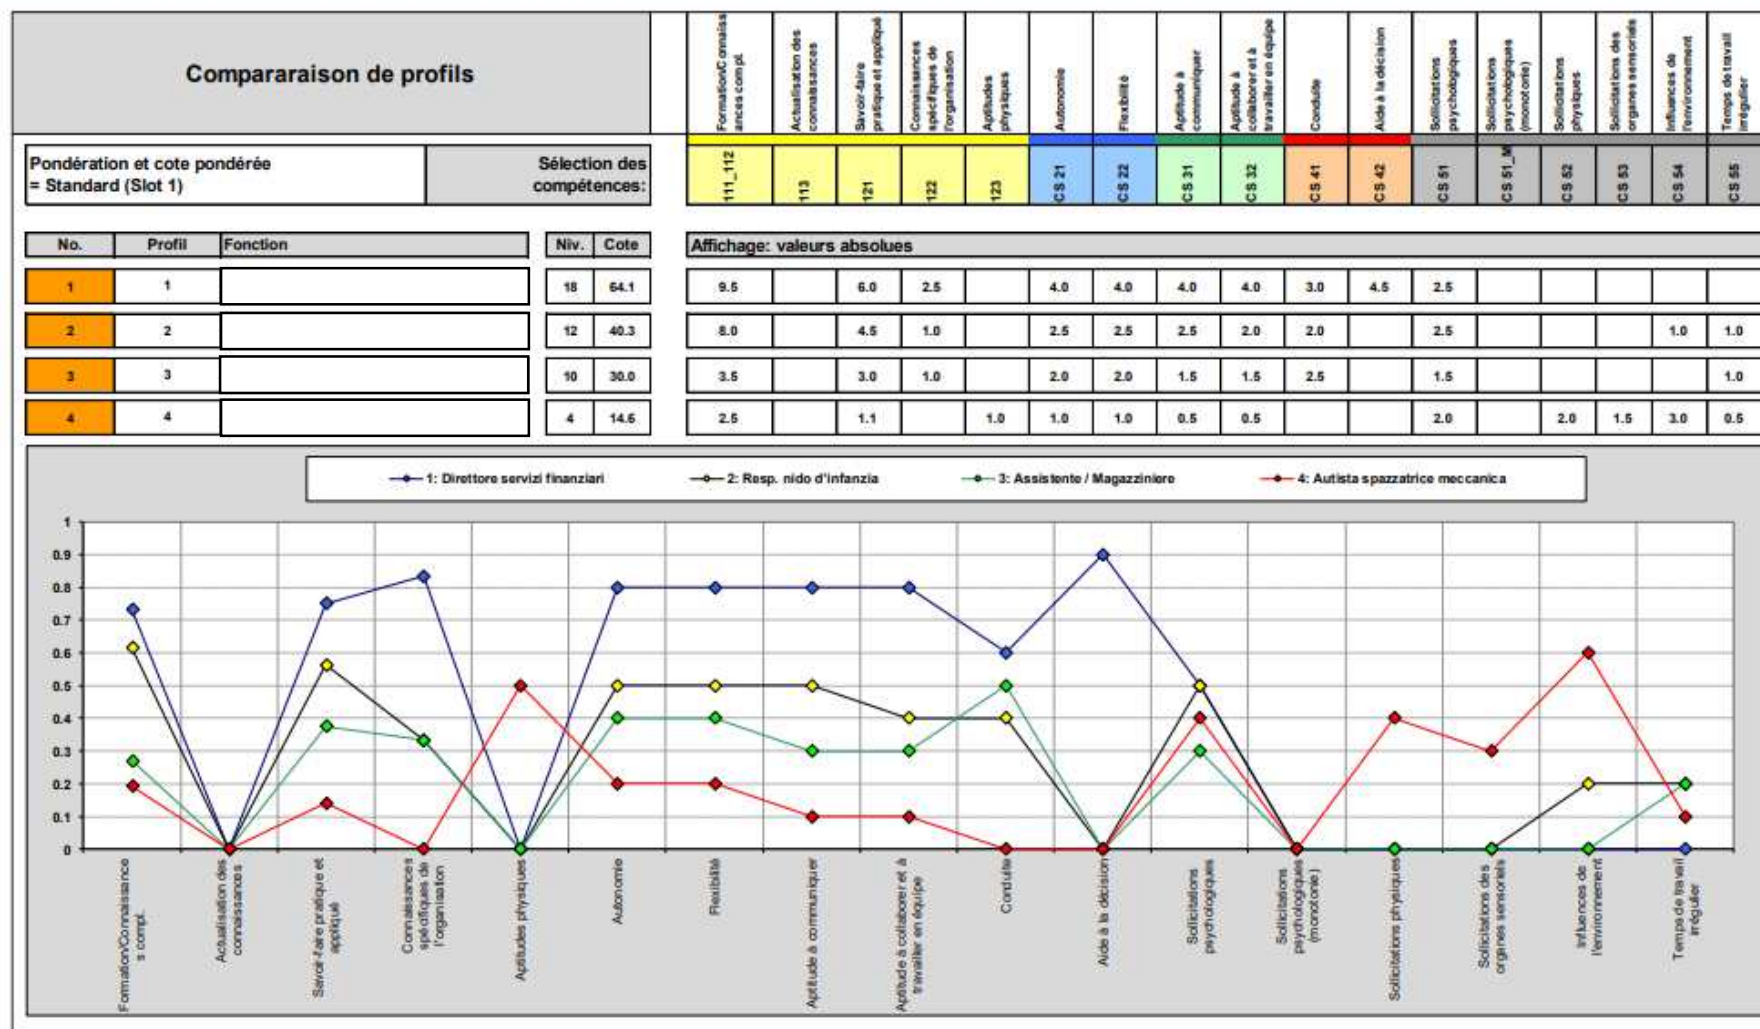 Compararaison de profils
Formation/Connaiss
ances compl.
Actualisation des
connaissances
Savoir-faire
pratique et appliqué
Connaissances
spécifiques de
l'organisation
Aptitudes
physiques
Autonomie
Flexibilité
Aptitude à
communiquer
Aptitude à
collaborer et à
travailler en équipe
Conduite
Aide à la décision
Sollicitations
psychologiques
Sollicitations
psychologiques
(monotonie)
Sollicitations
physiques
Sollicitations des
organes sensoriels
Influences de
l'environnement
Temps de travail
irrégulier
Pondération et cote pondérée
= Standard (Slot 1)
Sélection des
compétences:
111_112 113 121 122 123 CS 21 CS 22 CS 31 CS 32 CS 41 CS 42 CS 51 CS 51_M CS 52 CS 53 CS 54 CS 55
No. Profil Fonction Niv. Cote Affichage: valeurs absolues
1 1 18 64.1 9.5 6.0 2.5 4.0 4.0 4.0 4.0 3.0 4.5 2.5
2 2 12 40.3 8.0 4.5 1.0 2.5 2.5 2.5 2.0 2.0 2.5 1.0 1.0
3 3 10 30.0 3.5 3.0 1.0 2.0 2.0 1.5 1.5 2.5 1.5 1.0
4 4 4 14.6 2.5 1.1 1.0 1.0 1.0 0.5 0.5 2.0 2.0 1.5 3.0 0.5
1: Direttore servizi finanziari 2: Resp. nido d'infanzia 3: Assistente / Magazziniere 4: Autista spazzatrice meccanica
1
0.9
0.8
0.7
0.6
0.5
0.4
0.3
0.2
0.1
0
Formation/Connaissance
s compl.
Actualisation des
connaissances
Savoir-faire pratique et
appliqué
Connaissances
spécifiques de
l'organisation
Aptitudes physiques
Autonomie
Flexibilité
Aptitude à communiquer
Aptitude à collaborer et à
travailler en équipe
Conduite
Aide à la décision
Sollicitations
psychologiques
Sollicitations
psychologiques
(monotonie)
Sollicitations physiques
Sollicitations des
organes sensoriels
Influences de
l'environnement
Temps de travail
irrégulier